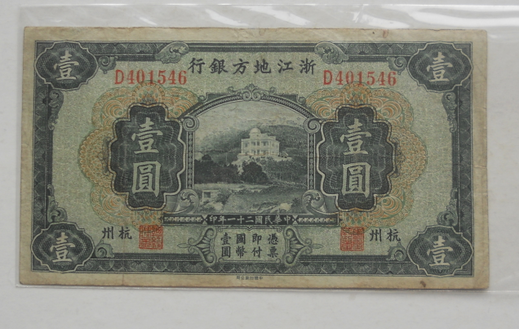 浙江地方銀行
D401546 D401546
壹 壹
壹圓 壹圓
中華民國二十一年印
杭州 杭州
憑票即付國幣壹圓
壹 壹